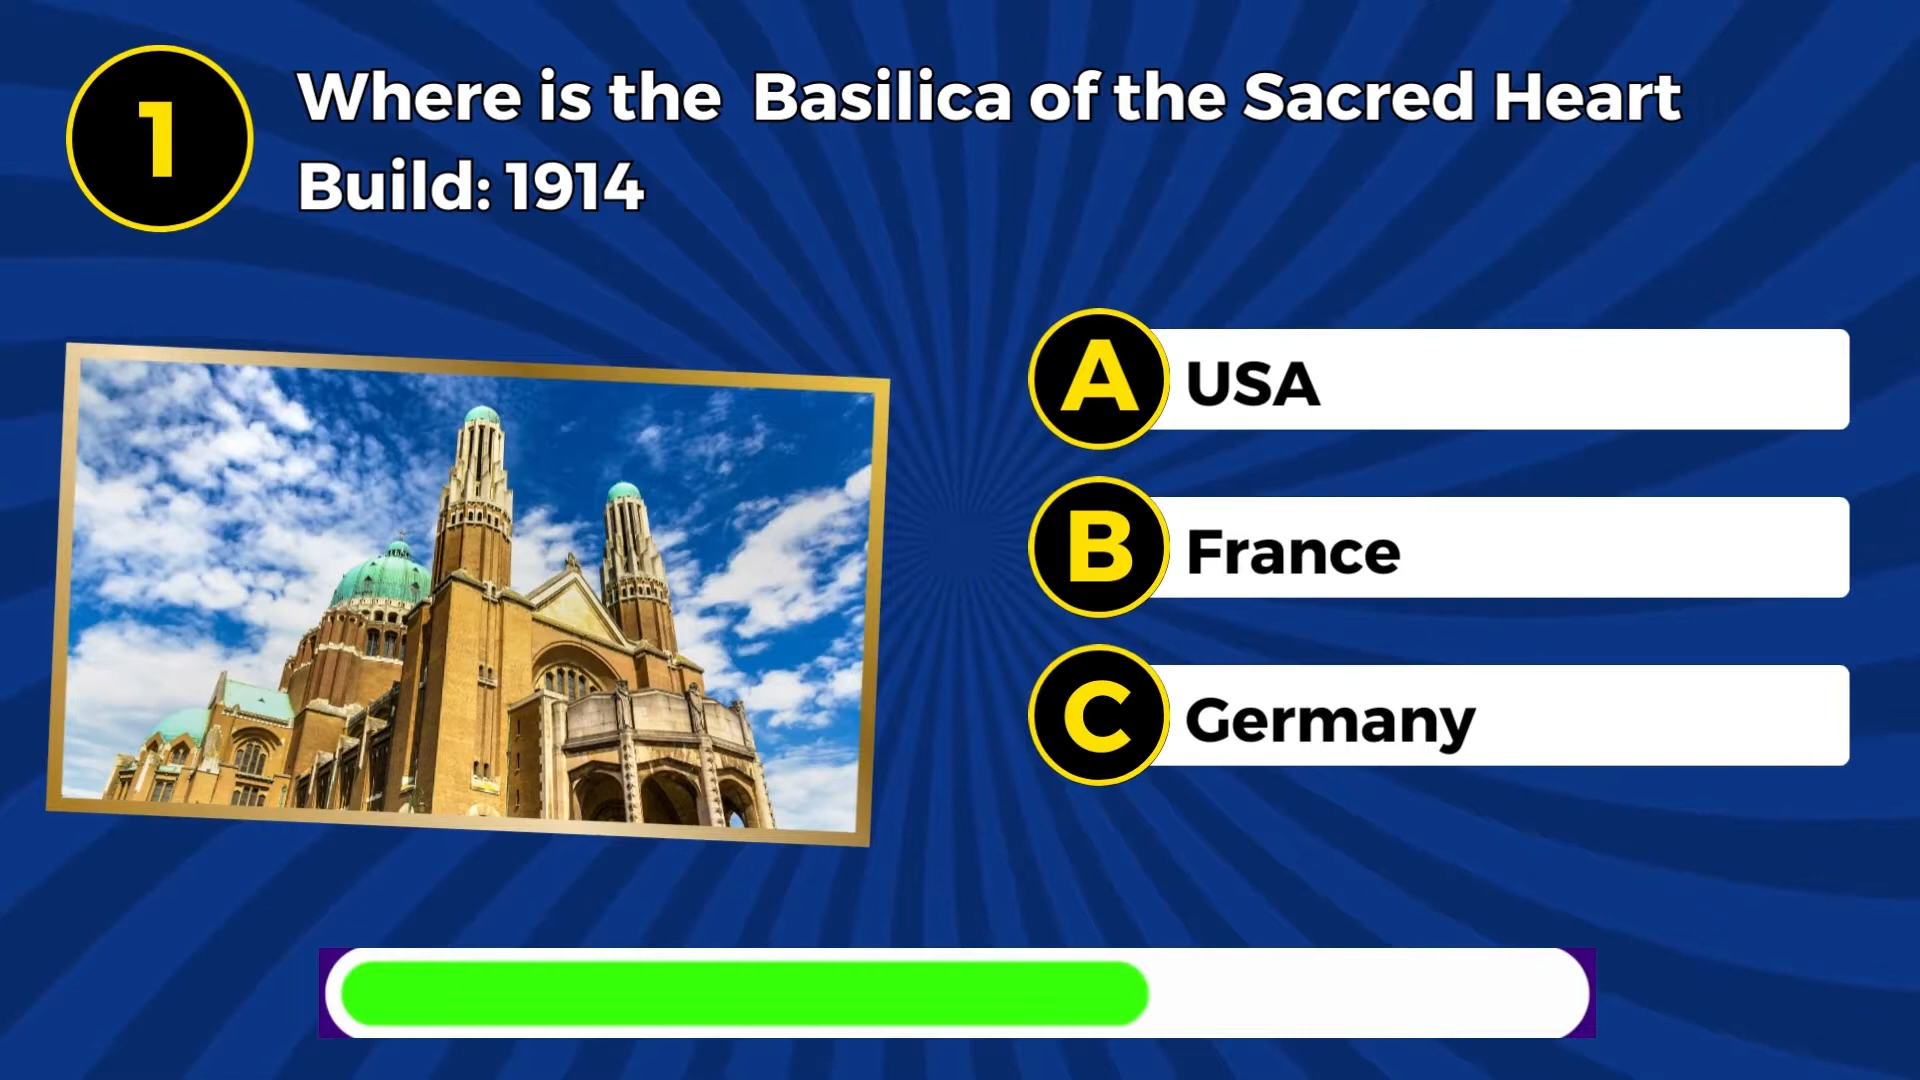 1
Where is the Basilica of the Sacred Heart
Build: 1914
A USA
B France
C Germany